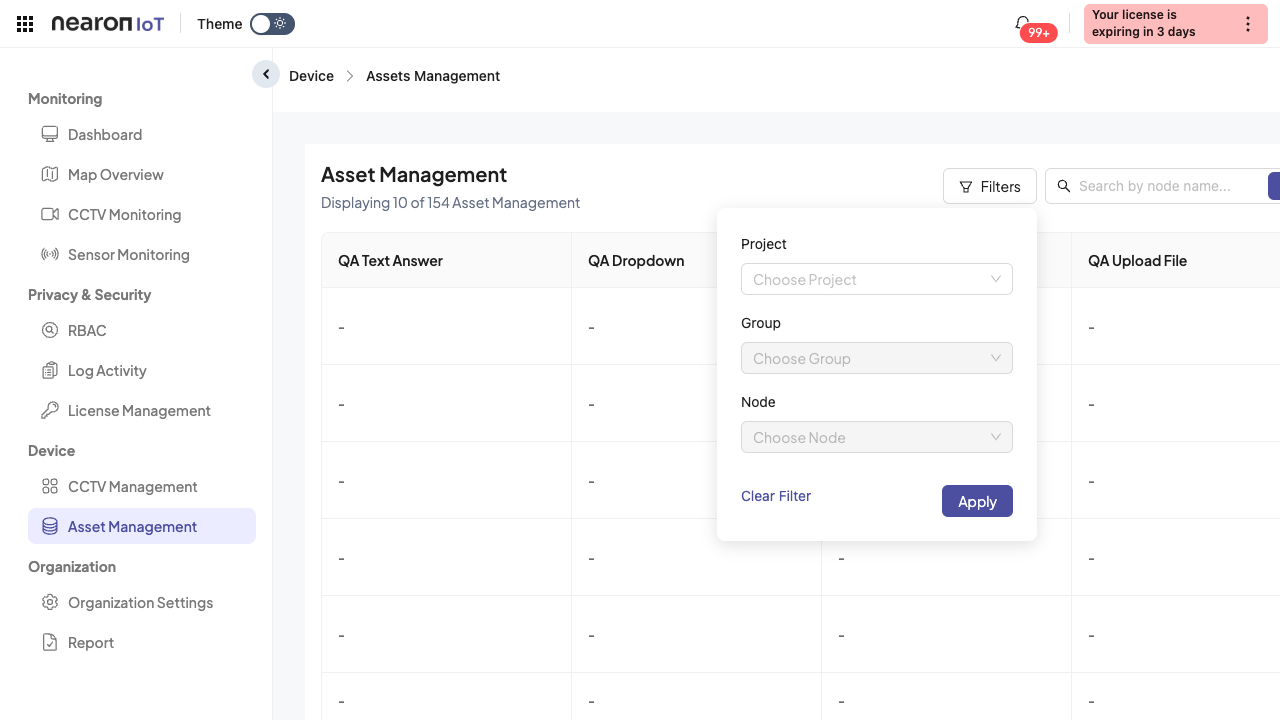 nearon IoT
Theme
99+
Your license is
expiring in 3 days
Device
Assets Management
Monitoring
Dashboard
Map Overview
CCTV Monitoring
Sensor Monitoring
Privacy & Security
RBAC
Log Activity
License Management
Device
CCTV Management
Asset Management
Organization
Organization Settings
Report
Asset Management
Displaying 10 of 154 Asset Management
Filters
Search by node name...
QA Text Answer
QA Dropdown
QA Upload File
- - -
- - -
- - -
- - - -
- - - -
- - - -
Project
Choose Project
Group
Choose Group
Node
Choose Node
Clear Filter
Apply